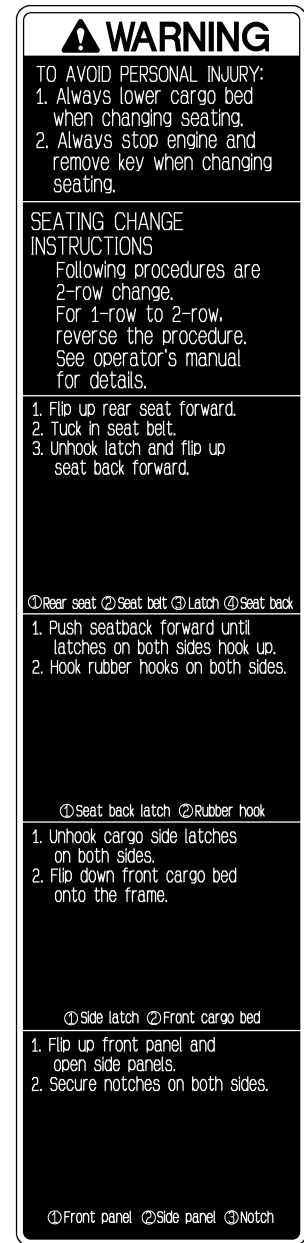 WARNING
TO AVOID PERSONAL INJURY:
1. Always lower cargo bed
when changing seating.
2. Always stop engine and
remove key when changing
seating.
SEATING CHANGE
INSTRUCTIONS
Following procedures are
2-row change.
For 1-row to 2-row,
reverse the procedure.
See operator's manual
for details.
1. Flip up rear seat forward.
2. Tuck in seat belt.
3. Unhook latch and flip up
seat back forward.
①Rear seat ②Seat belt ③Latch ④Seat back
1. Push seatback forward until
latches on both sides hook up.
2. Hook rubber hooks on both sides.
①Seat back latch ②Rubber hook
1. Unhook cargo side latches
on both sides.
2. Flip down front cargo bed
onto the frame.
①Side latch ②Front cargo bed
1. Flip up front panel and
open side panels.
2. Secure notches on both sides.
①Front panel ②Side panel ③Notch